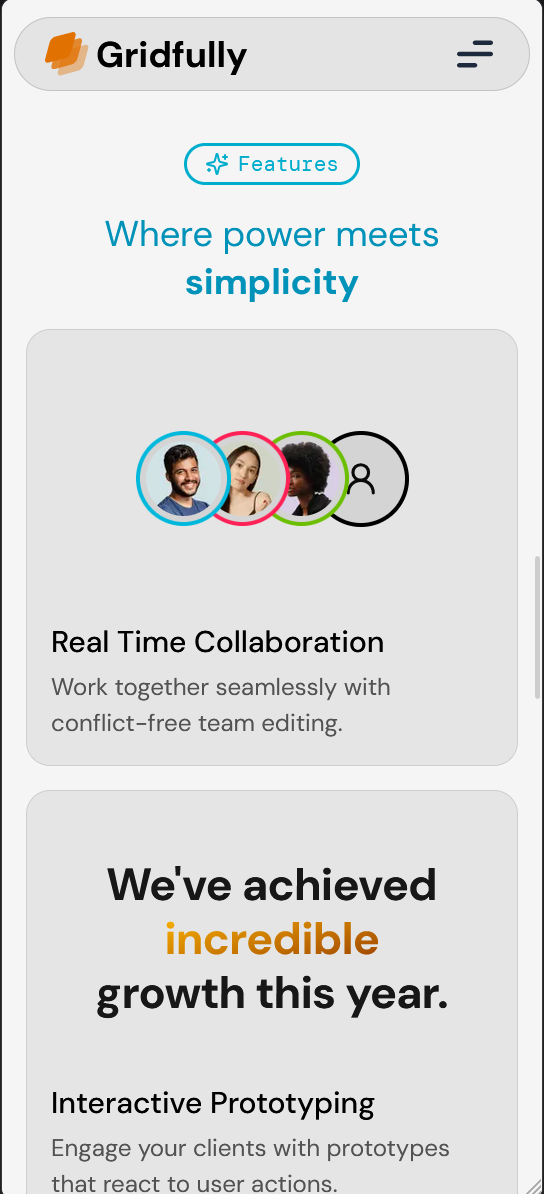 Gridfully
Features
Where power meets
simplicity
Real Time Collaboration
Work together seamlessly with
conflict-free team editing.
We've achieved
incredible
growth this year.
Interactive Prototyping
Engage your clients with prototypes
that react to user actions.